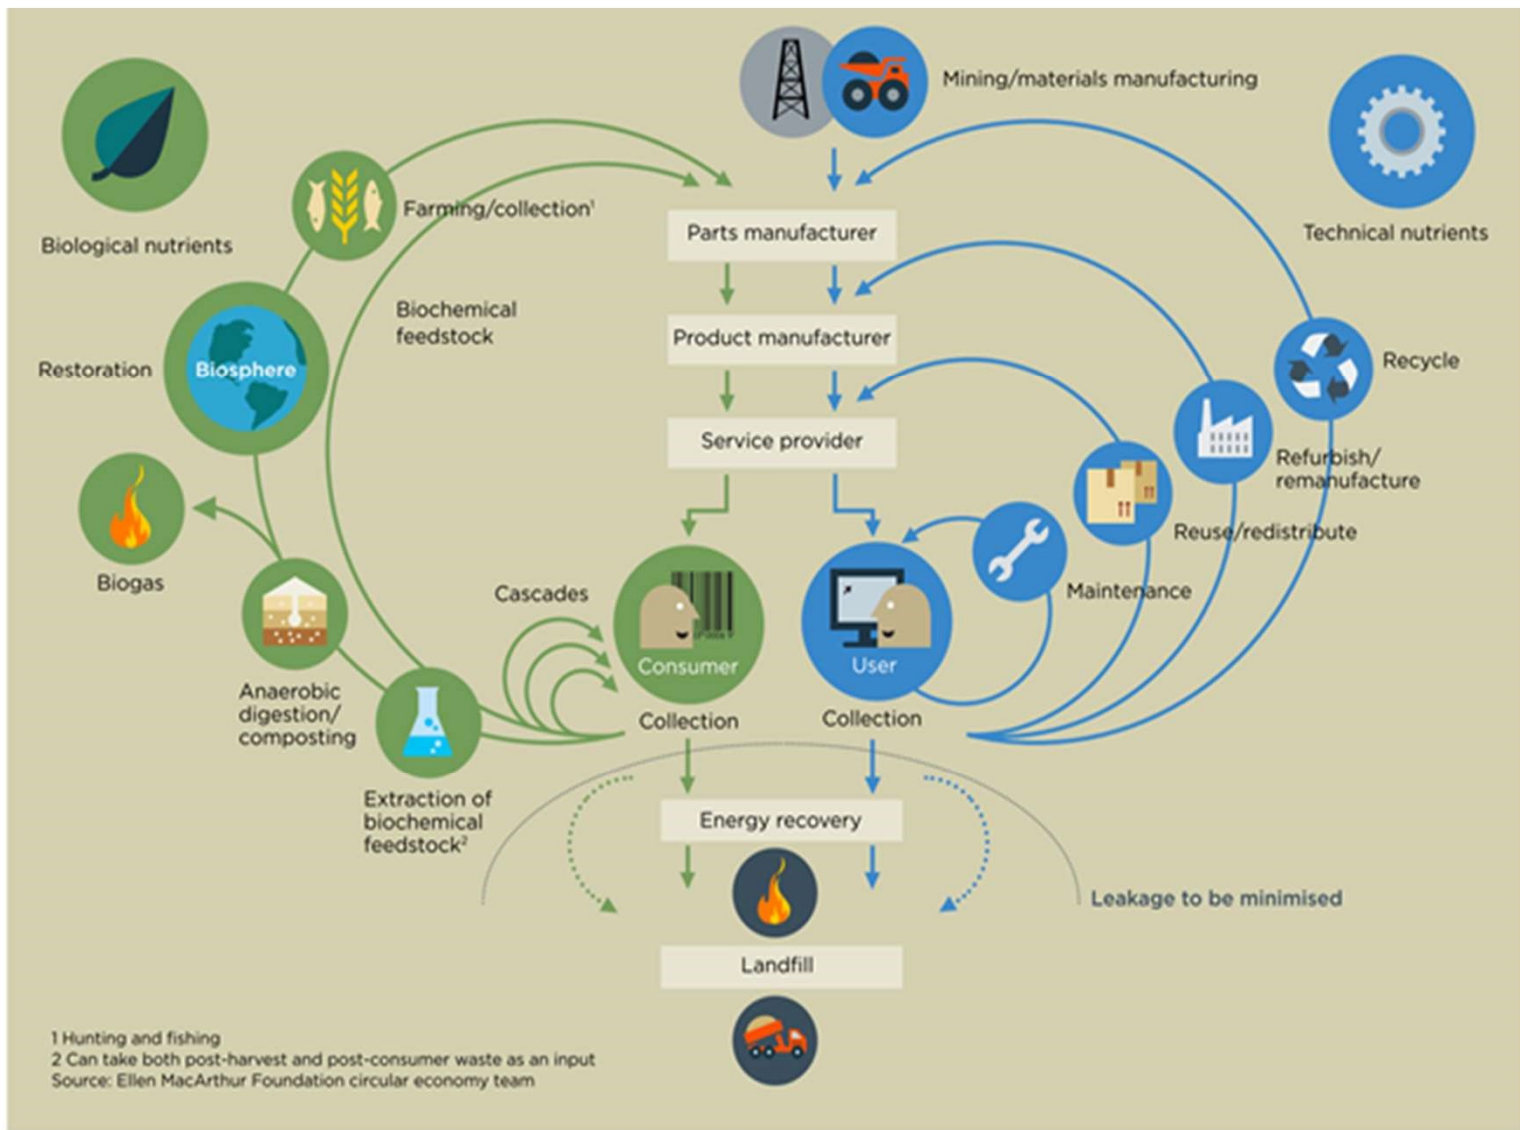 Mining/materials manufacturing
Biological nutrients
Farming/collection¹
Technical nutrients
Parts manufacturer
Biochemical
feedstock
Product manufacturer
Restoration
Biosphere
Recycle
Service provider
Refurbish/
remanufacture
Reuse/redistribute
Biogas
Cascades
Maintenance
Consumer
User
Anaerobic
digestion/
composting
Collection
Collection
Extraction of
biochemical
feedstock²
Energy recovery
Leakage to be minimised
Landfill
1 Hunting and fishing
2 Can take both post-harvest and post-consumer waste as an input
Source: Ellen MacArthur Foundation circular economy team